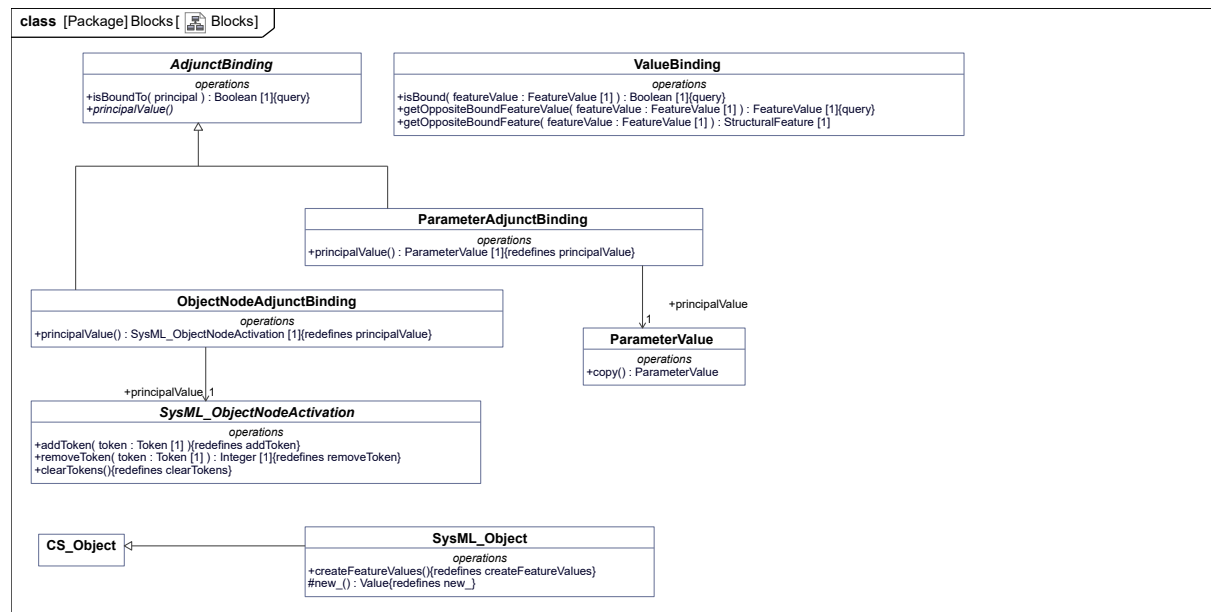 class [Package] Blocks [ Blocks]
AdjunctBinding
operations
+isBoundTo( principal ) : Boolean [1]{query}
+principalValue()
ValueBinding
operations
+isBound( featureValue : FeatureValue [1] ) : Boolean [1]{query}
+getOppositeBoundFeatureValue( featureValue : FeatureValue [1] ) : FeatureValue [1]{query}
+getOppositeBoundFeature( featureValue : FeatureValue [1] ) : StructuralFeature [1]
ParameterAdjunctBinding
operations
+principalValue() : ParameterValue [1]{redefines principalValue}
ObjectNodeAdjunctBinding
operations
+principalValue() : SysML_ObjectNodeActivation [1]{redefines principalValue}
+principalValue
1
ParameterValue
operations
+copy() : ParameterValue
+principalValue 1
SysML_ObjectNodeActivation
operations
+addToken( token : Token [1] ){redefines addToken}
+removeToken( token : Token [1] ) : Integer [1]{redefines removeToken}
+clearTokens(){redefines clearTokens}
CS_Object
SysML_Object
operations
+createFeatureValues(){redefines createFeatureValues}
#new_() : Value{redefines new_}